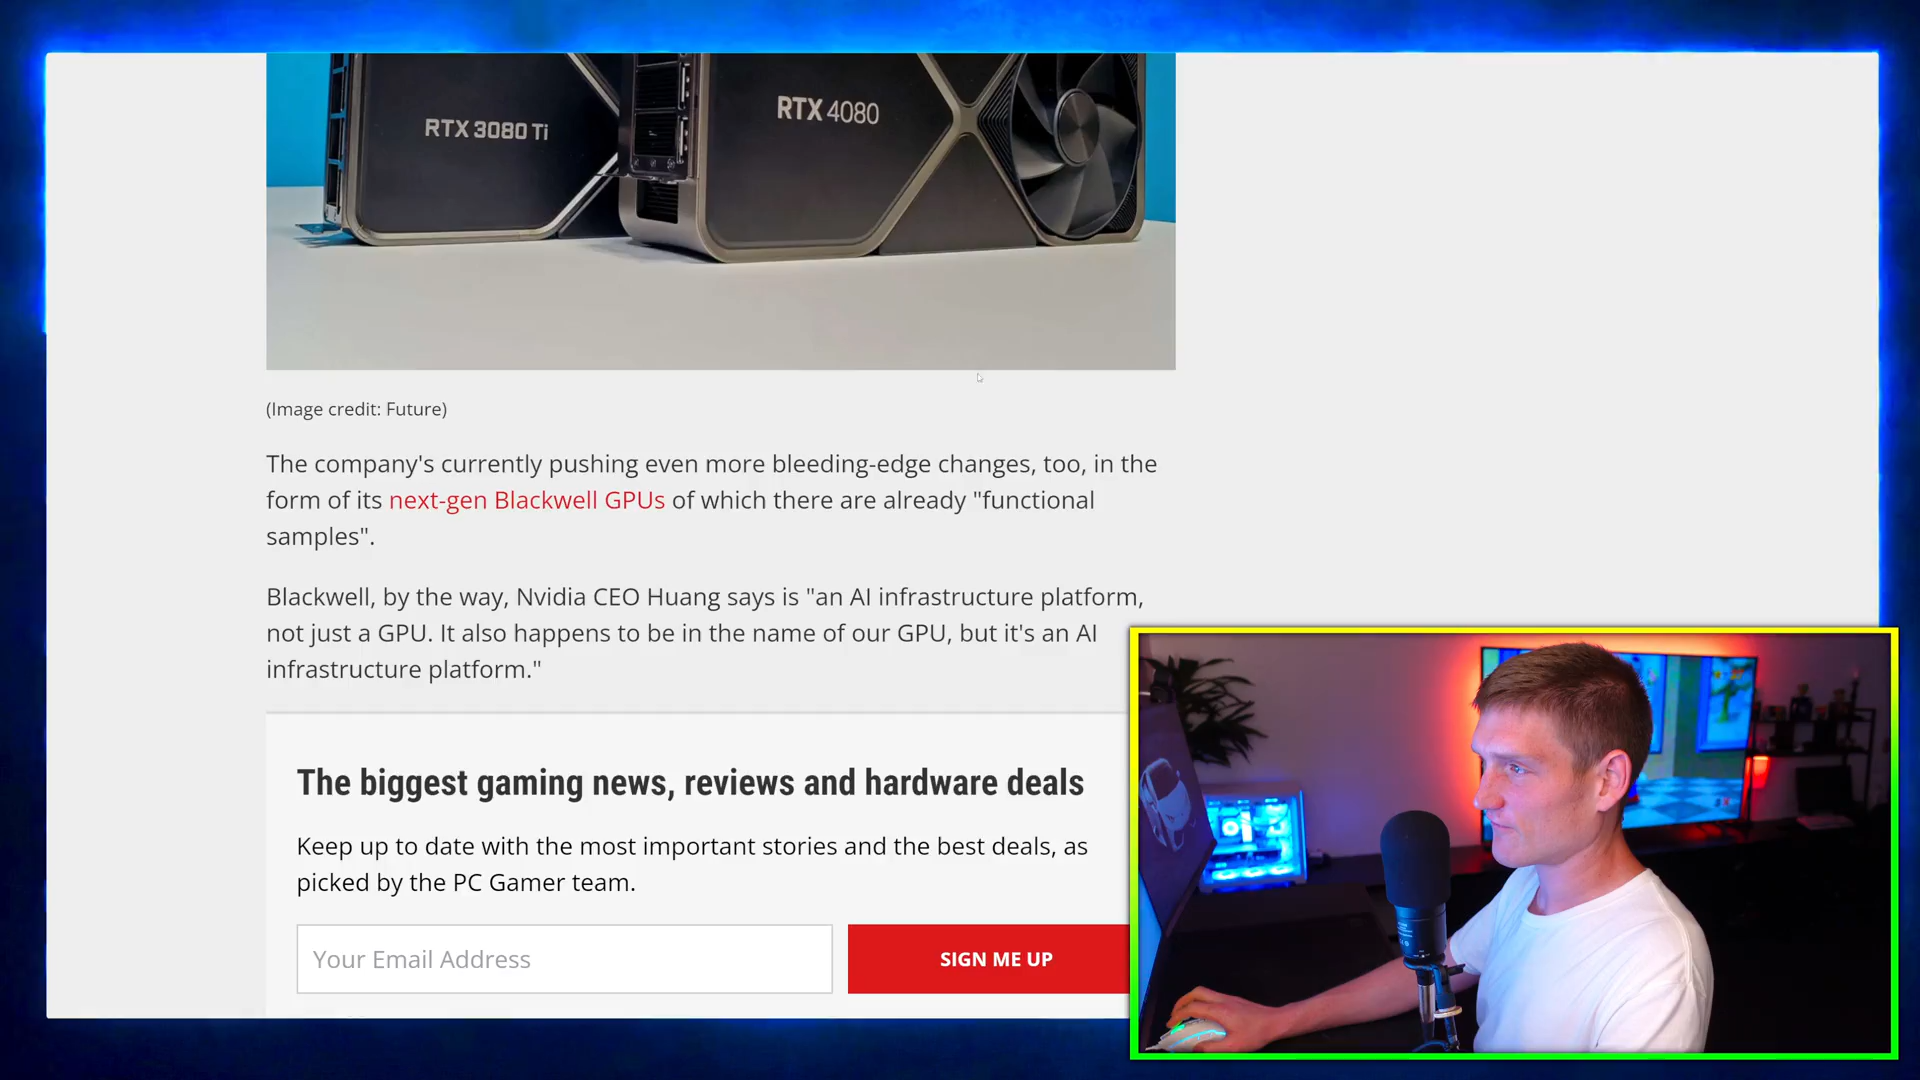 RTX 3080 Ti
RTX 4080
(Image credit: Future)
The company's currently pushing even more bleeding-edge changes, too, in the
form of its next-gen Blackwell GPUs of which there are already "functional
samples".
Blackwell, by the way, Nvidia CEO Huang says is "an AI infrastructure platform,
not just a GPU. It also happens to be in the name of our GPU, but it's an AI
infrastructure platform."
The biggest gaming news, reviews and hardware deals
Keep up to date with the most important stories and the best deals, as
picked by the PC Gamer team.
Your Email Address
SIGN ME UP